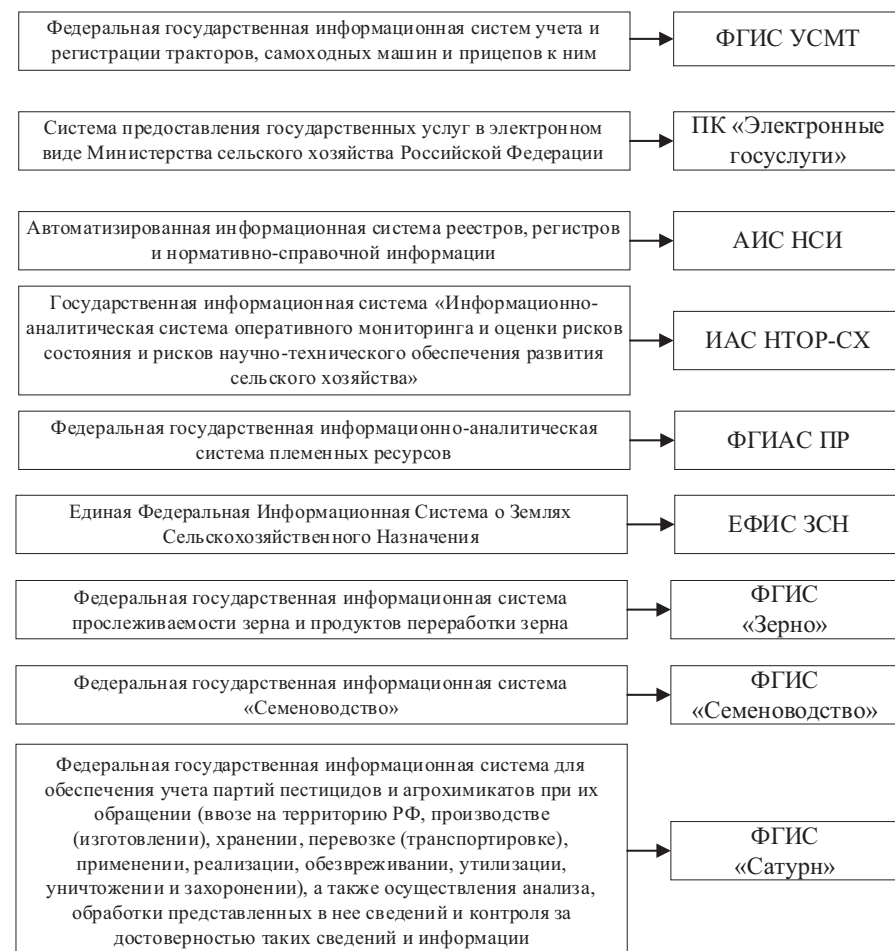 Федеральная государственная информационная систем учета и
регистрации тракторов, самоходных машин и прицепов к ним
ФГИС УСМТ
Система предоставления государственных услуг в электронном
виде Министерства сельского хозяйства Российской Федерации
ПК «Электронные
госуслуги»
Автоматизированная информационная система реестров, регистров
и нормативно-справочной информации
АИС НСИ
Государственная информационная система «Информационно-
аналитическая система оперативного мониторинга и оценки рисков
состояния и рисков научно-технического обеспечения развития
сельского хозяйства»
ИАС НТОР-СХ
Федеральная государственная информационно-аналитическая
система племенных ресурсов
ФГИАС ПР
Единая Федеральная Информационная Система о Землях
Сельскохозяйственного Назначения
ЕФИС ЗСН
Федеральная государственная информационная система
прослеживаемости зерна и продуктов переработки зерна
ФГИС
«Зерно»
Федеральная государственная информационная система
«Семеноводство»
ФГИС
«Семеноводство»
Федеральная государственная информационная система для
обеспечения учета партий пестицидов и агрохимикатов при их
обращении (ввозе на территорию РФ, производстве
(изготовлении), хранении, перевозке (транспортировке),
применении, реализации, обезвреживании, утилизации,
уничтожении и захоронении), а также осуществления анализа,
обработки представленных в нее сведений и контроля за
достоверностью таких сведений и информации
ФГИС
«Сатурн»